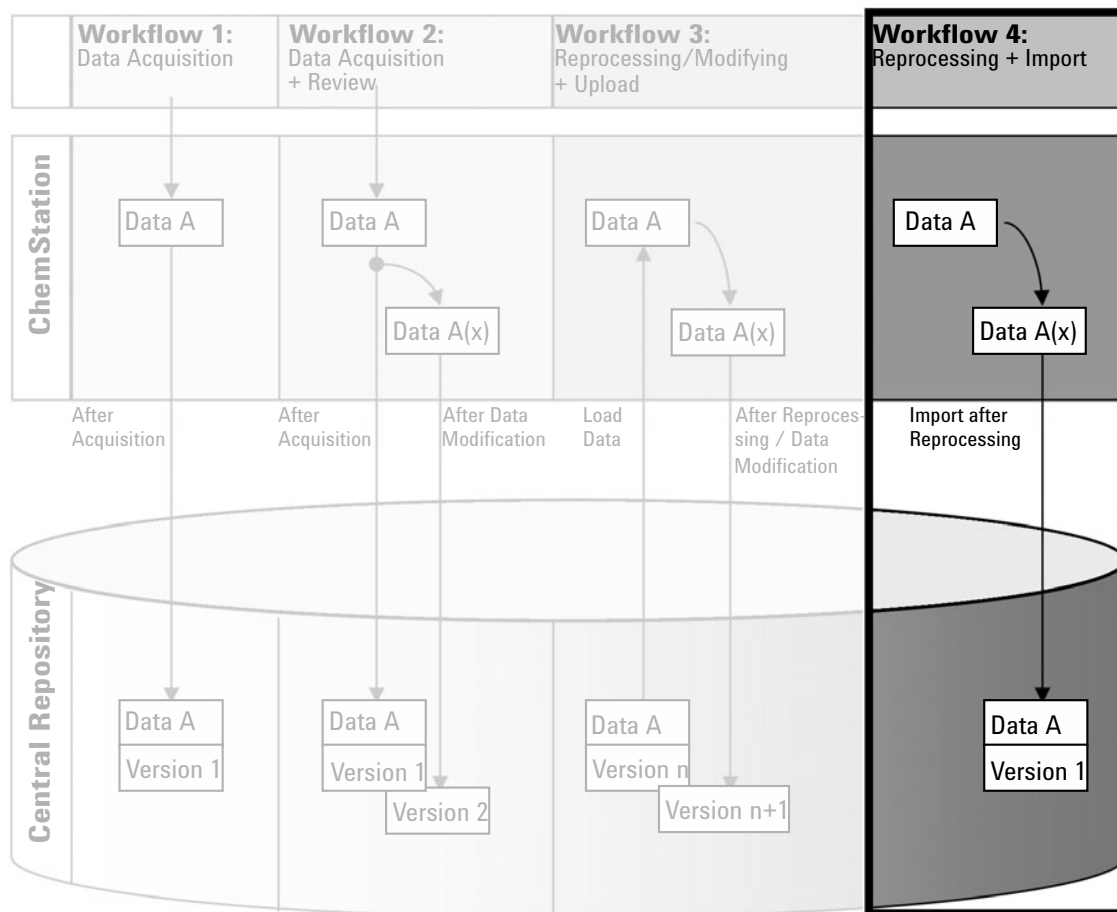 Workflow 1:
Data Acquisition
Workflow 2:
Data Acquisition
+ Review
Workflow 3:
Reprocessing/Modifying
+ Upload
Workflow 4:
Reprocessing + Import
ChemStation
Data A
Data A
Data A(x)
Data A
Data A(x)
Data A
Data A(x)
After
Acquisition
After
Acquisition
After Data
Modification
Load
Data
After Reproces-
sing / Data
Modification
Import after
Reprocessing
Central Repository
Data A
Version 1
Data A
Version 1
Version 2
Data A
Version n
Version n+1
Data A
Version 1